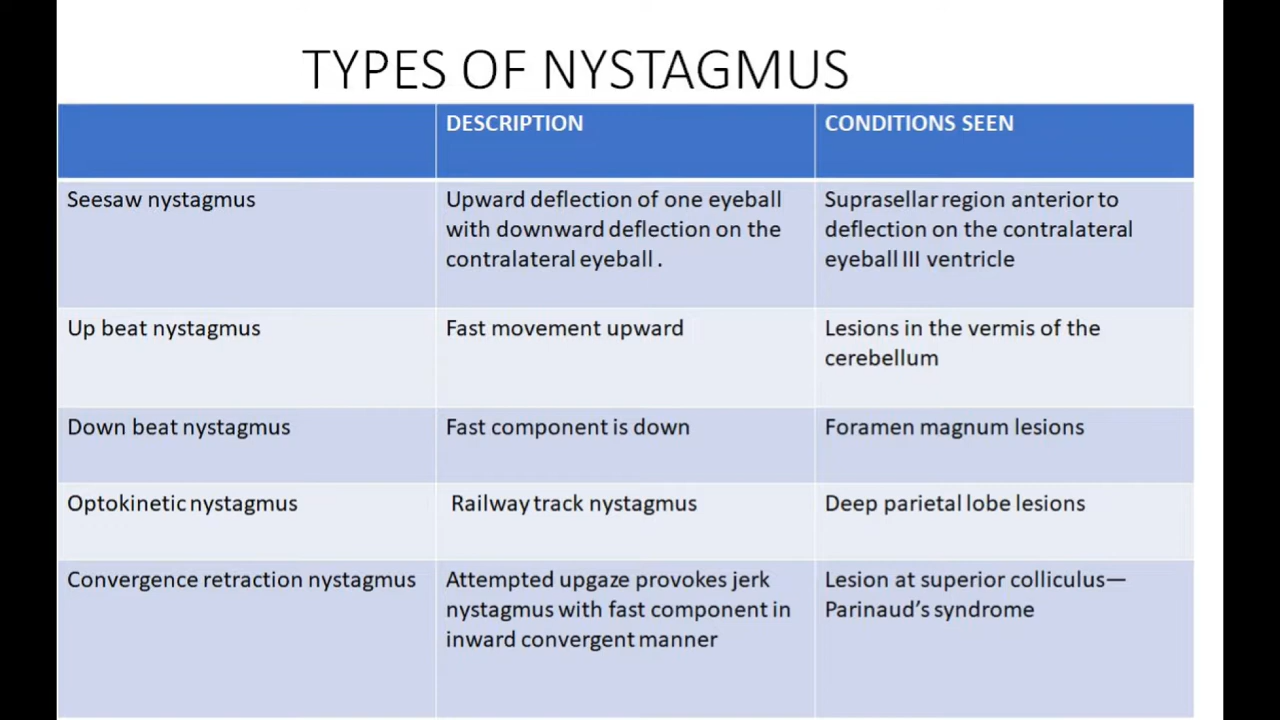 TYPES OF NYSTAGMUS
DESCRIPTION
CONDITIONS SEEN
Seesaw nystagmus
Upward deflection of one eyeball
with downward deflection on the
contralateral eyeball .
Suprasellar region anterior to
deflection on the contralateral
eyeball III ventricle
Up beat nystagmus
Fast movement upward
Lesions in the vermis of the
cerebellum
Down beat nystagmus
Fast component is down
Foramen magnum lesions
Optokinetic nystagmus
Railway track nystagmus
Deep parietal lobe lesions
Convergence retraction nystagmus
Attempted upgaze provokes jerk
nystagmus with fast component in
inward convergent manner
Lesion at superior colliculus—
Parinaud’s syndrome